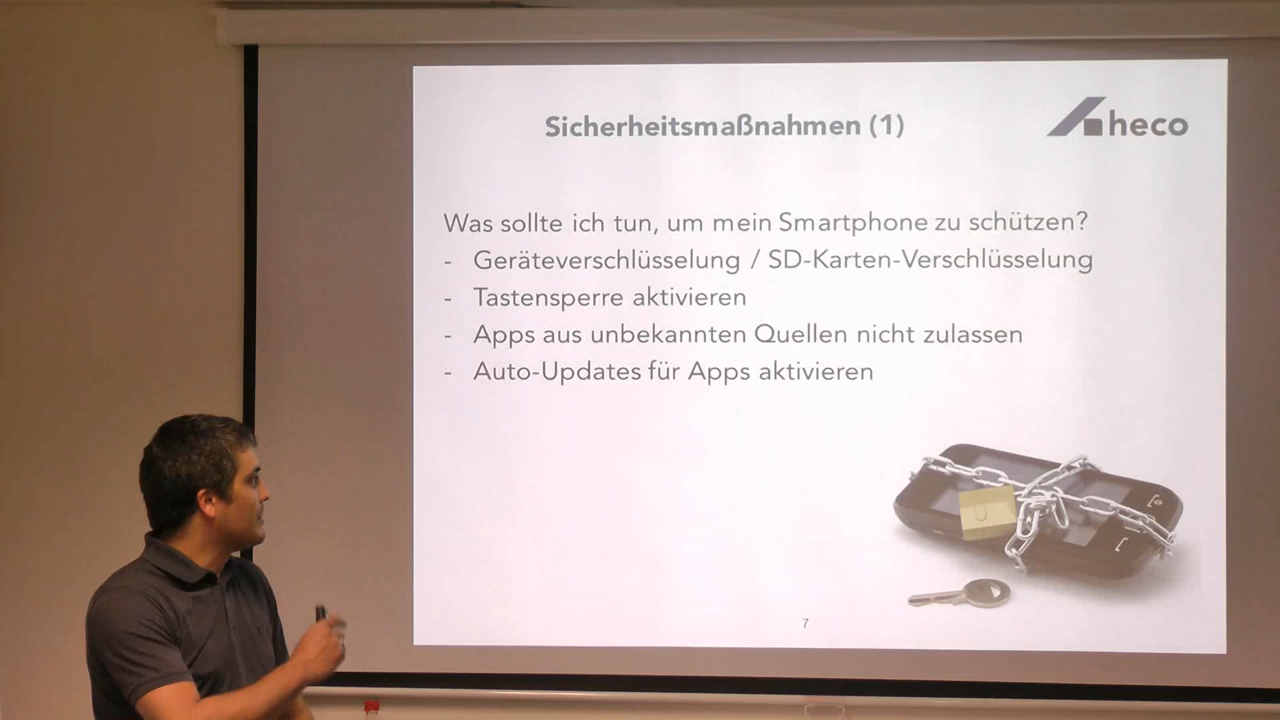 Sicherheitsmaßnahmen (1)
heco
Was sollte ich tun, um mein Smartphone zu schützen?
- Geräteverschlüsselung / SD-Karten-Verschlüsselung
- Tastensperre aktivieren
- Apps aus unbekannten Quellen nicht zulassen
- Auto-Updates für Apps aktivieren
7